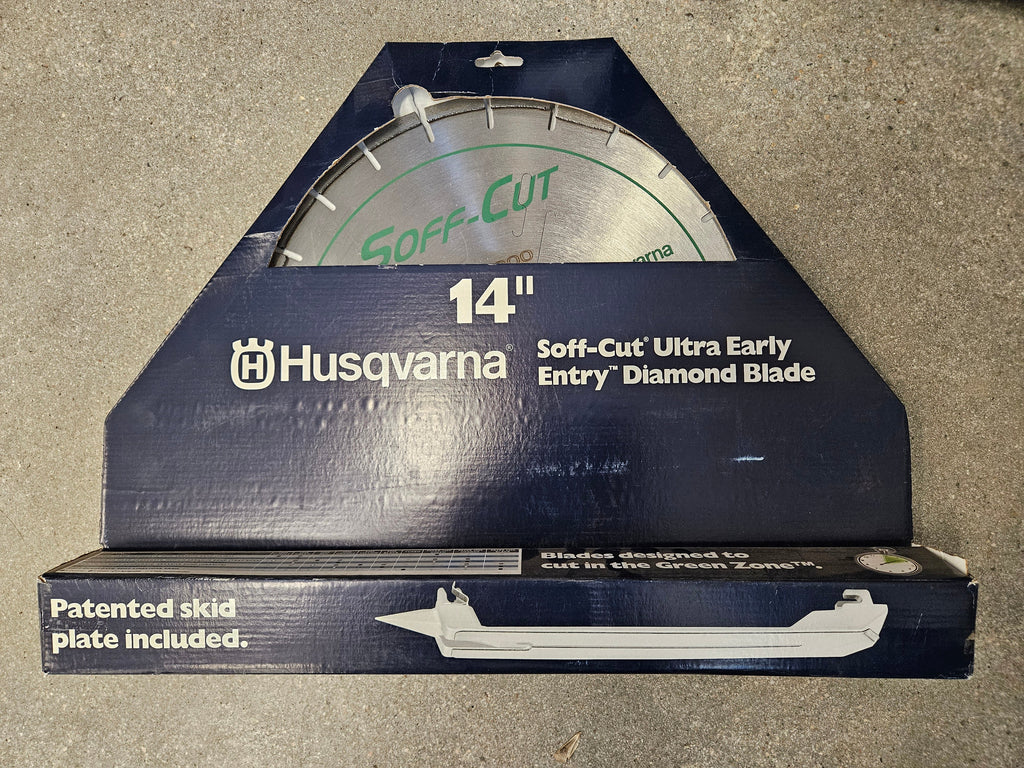 SOFF-CUT
14"
Husqvarna®
Soff-Cut® Ultra Early
Entry™ Diamond Blade
Blades designed to
cut in the Green Zone™.
Patented skid
plate included.